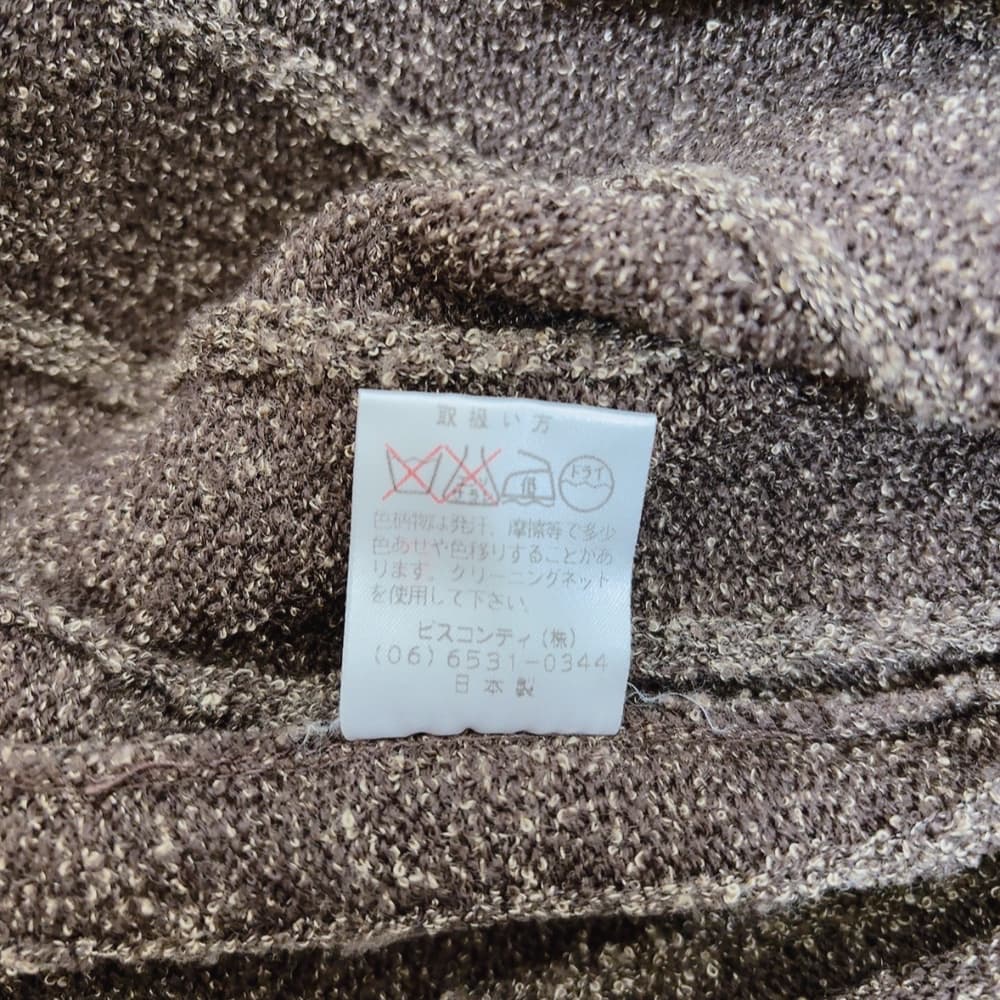 取扱い方
低 ドライ
色柄物は発汗、摩擦等で多少
色あせや色移りすることがあ
ります。クリーニングネット
を使用して下さい。
ビスコンティ(株)
(06)6531-0344
日本製